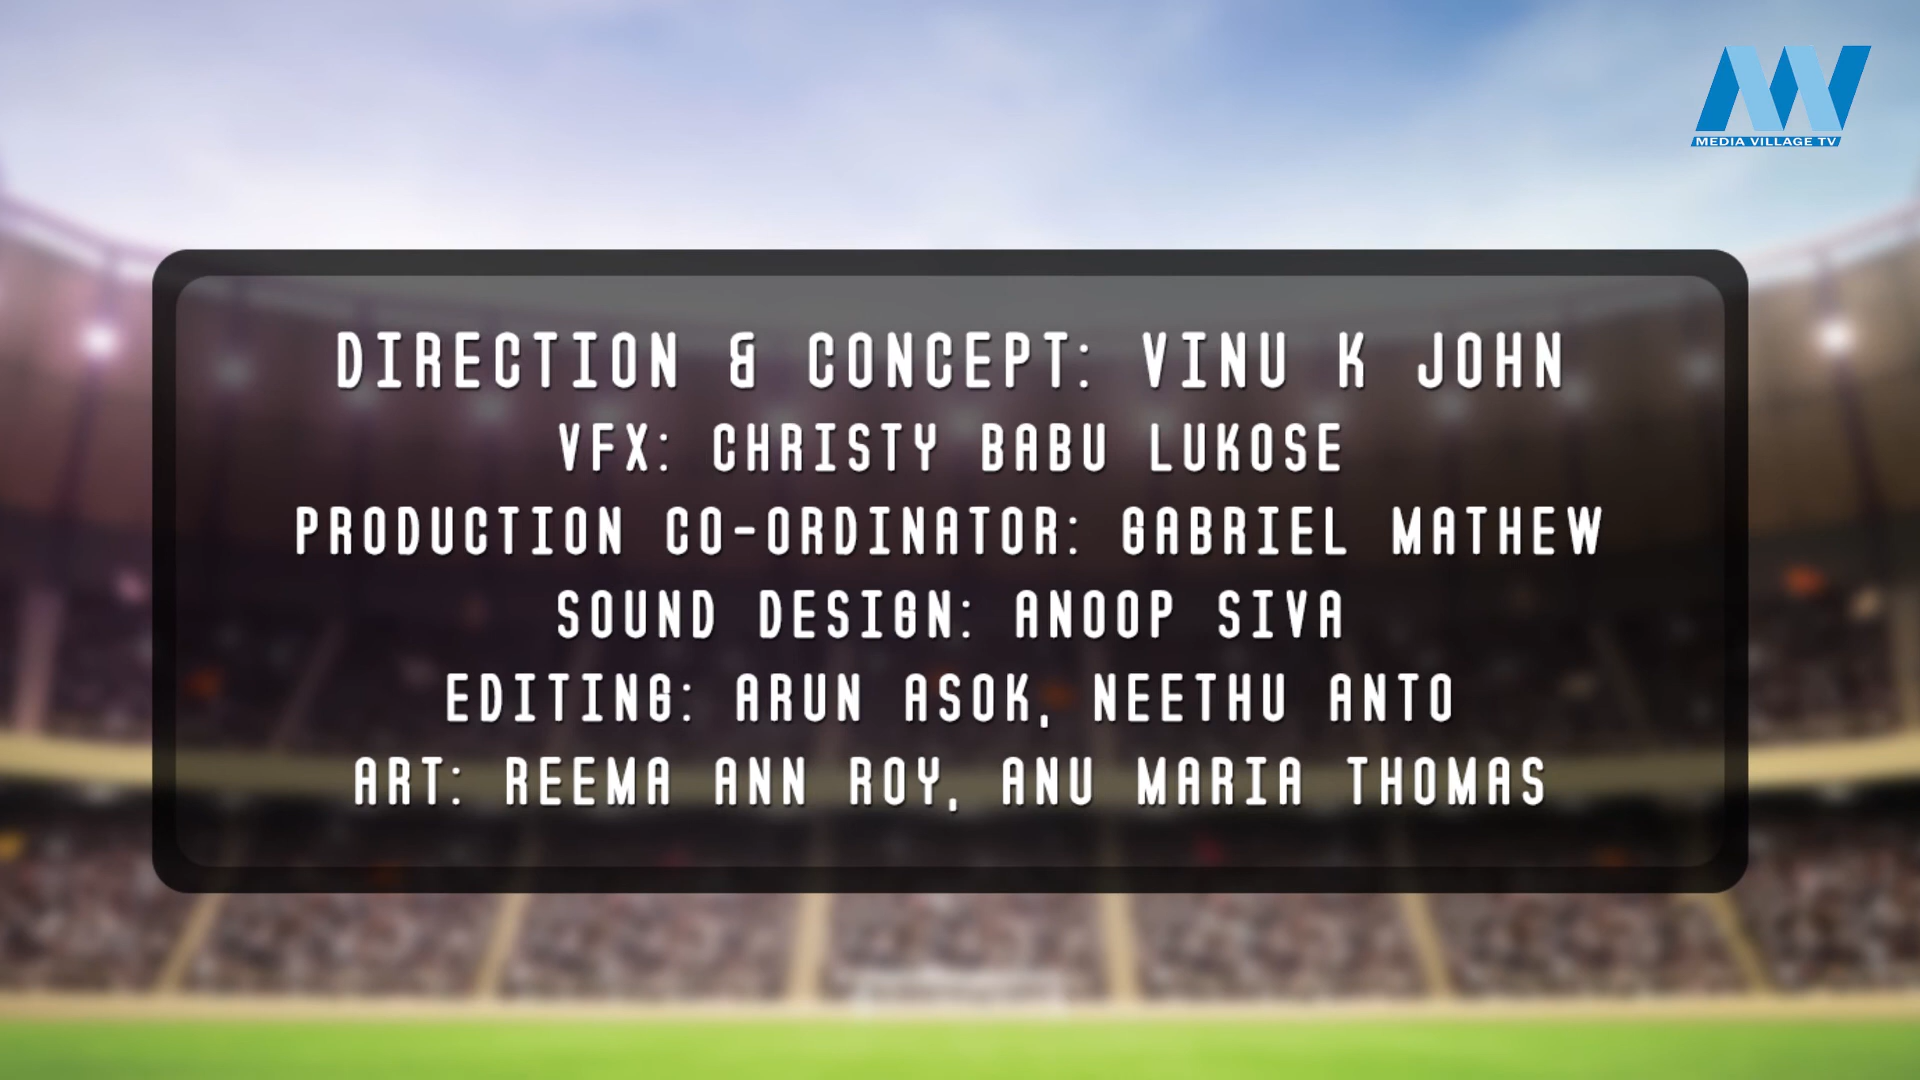 MEDIA VILLAGE TV
DIRECTION & CONCEPT: VINU K JOHN
VFX: CHRISTY BABU LUKOSE
PRODUCTION CO-ORDINATOR: GABRIEL MATHEW
SOUND DESIGN: ANOOP SIVA
EDITING: ARUN ASOK, NEETHU ANTO
ART: REEMA ANN ROY, ANU MARIA THOMAS